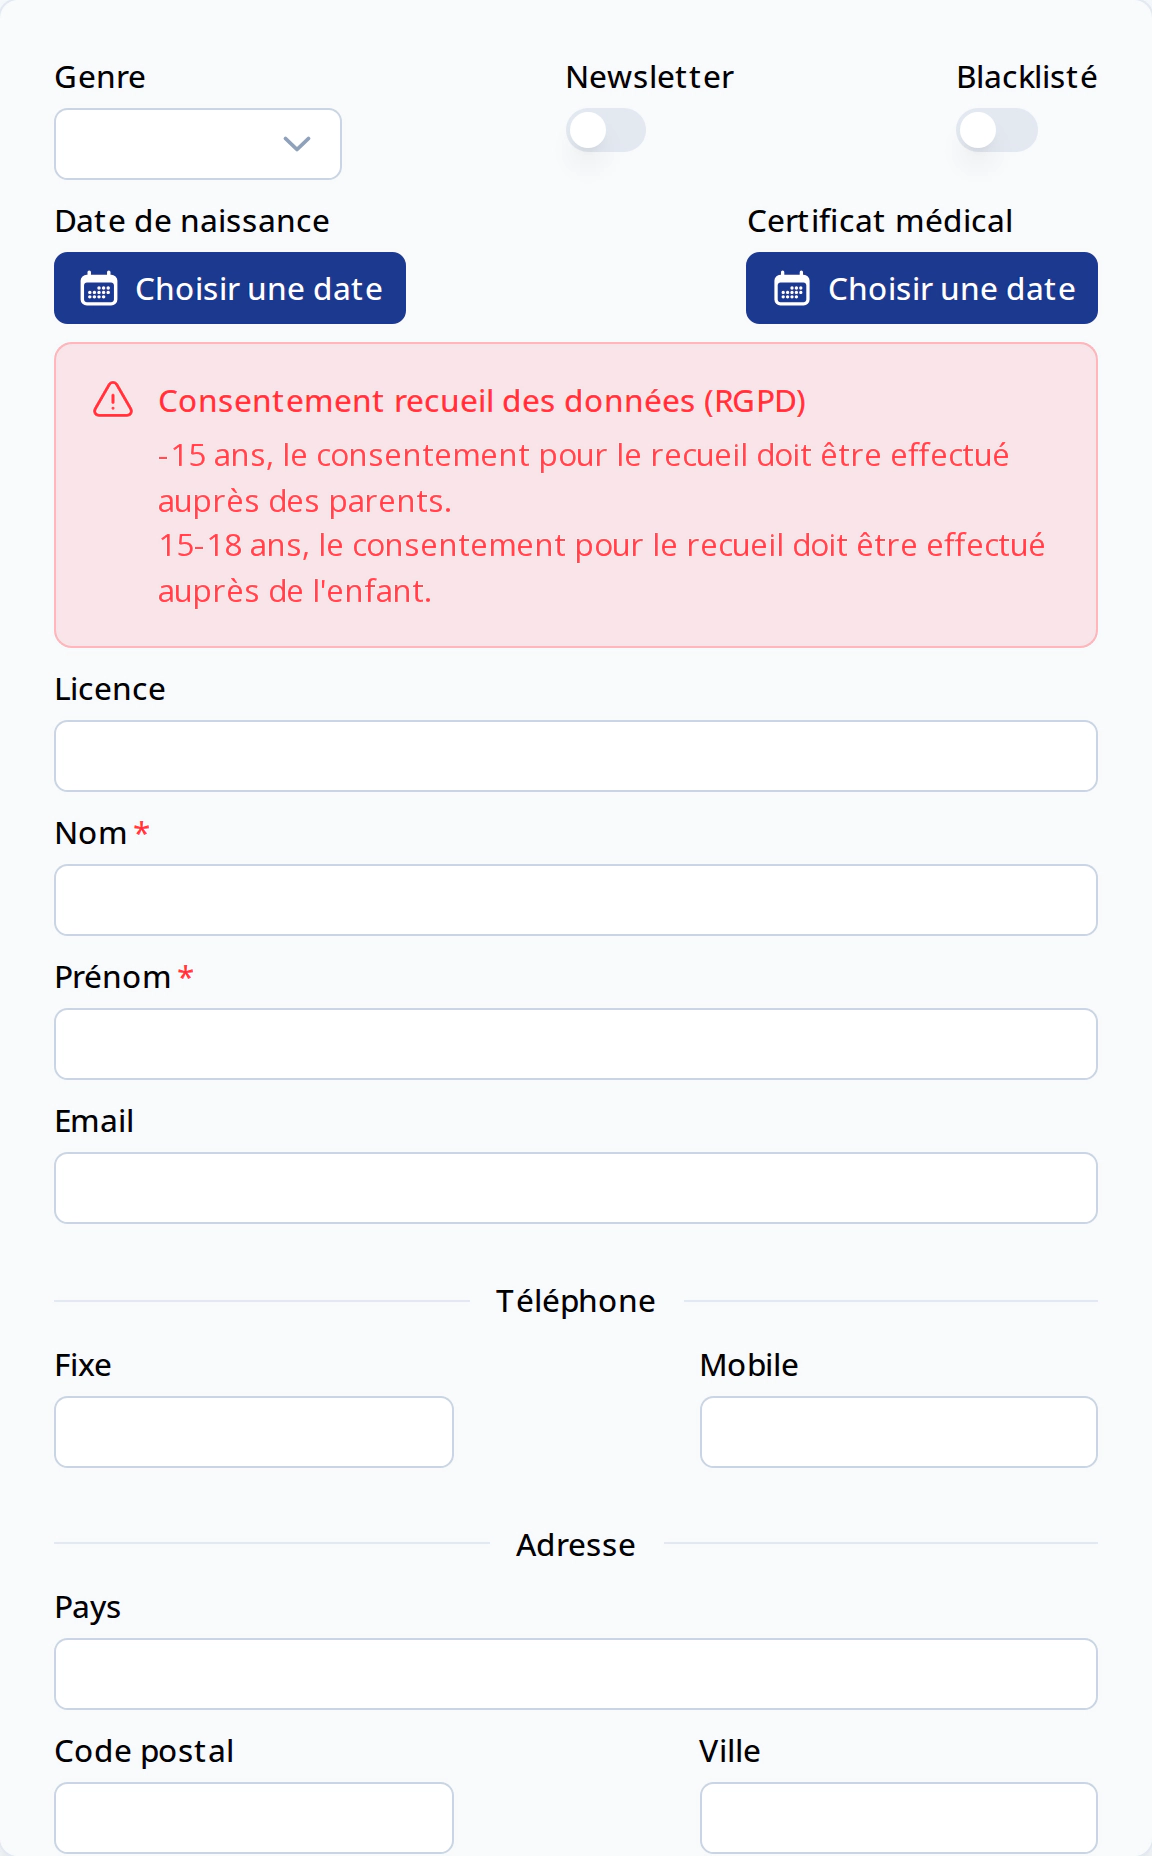 Genre
Newsletter
Blacklisté
Date de naissance
Certificat médical
Choisir une date
Choisir une date
Consentement recueil des données (RGPD)
-15 ans, le consentement pour le recueil doit être effectué
auprès des parents.
15-18 ans, le consentement pour le recueil doit être effectué
auprès de l'enfant.
Licence
Nom *
Prénom *
Email
Téléphone
Fixe
Mobile
Adresse
Pays
Code postal
Ville